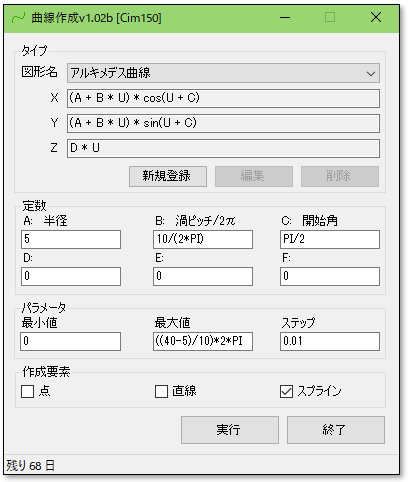 曲線作成v1.02b [Cim150]
タイプ
図形名 アルキメデス曲線
X (A + B * U) * cos(U + C)
Y (A + B * U) * sin(U + C)
Z D * U
新規登録 編集 削除
定数
A: 半径 B: 渦ピッチ/2π C: 開始角
5 10/(2*PI) PI/2
D: E: F:
0 0 0
パラメータ
最小値 最大値 ステップ
0 ((40-5)/10)*2*PI 0.01
作成要素
点 直線 スプライン
実行 終了
残り 68 日